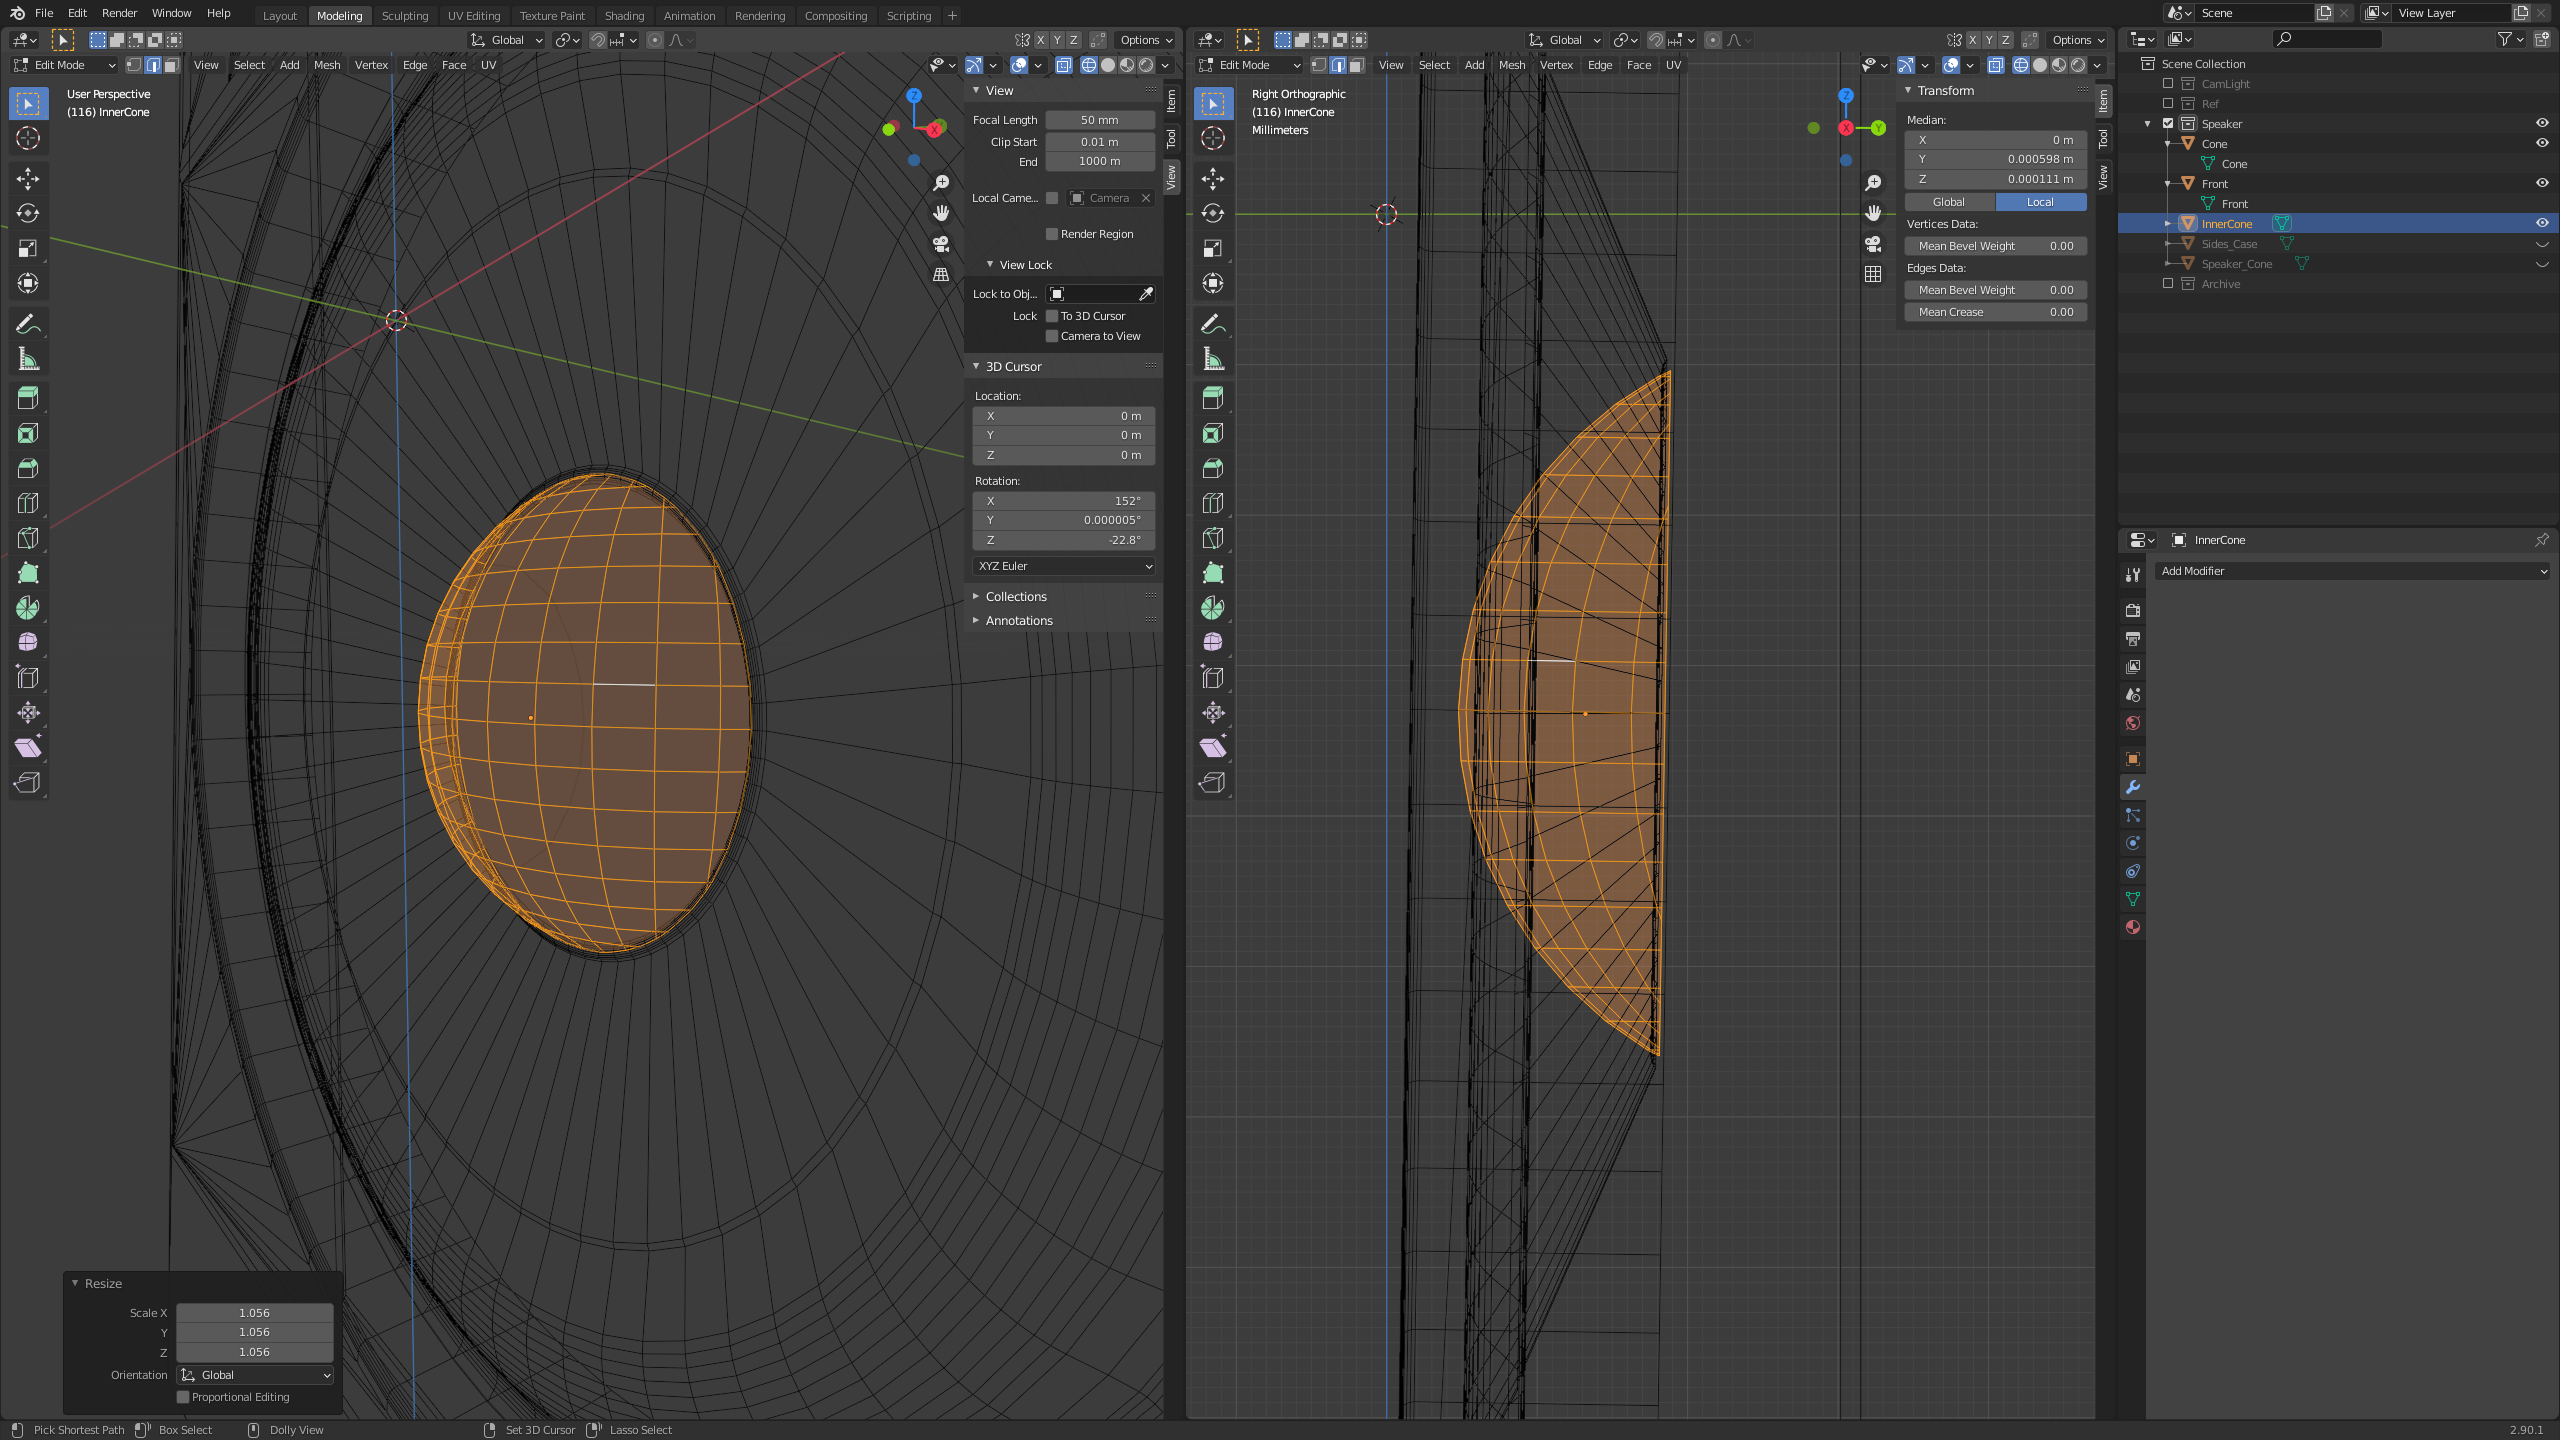 File Edit Render Window Help Layout Modeling Sculpting UV Editing Texture Paint Shading Animation Rendering Compositing Scripting + Scene View Layer
Global X Y Z Options
Edit Mode View Select Add Mesh Vertex Edge Face UV
User Perspective
(116) InnerCone
Z
X
View
Focal Length 50 mm
Clip Start 0.01 m
End 1000 m
Local Came... Camera
Render Region
View Lock
Lock to Obj...
Lock To 3D Cursor
Camera to View
3D Cursor
Location:
X 0 m
Y 0 m
Z 0 m
Rotation:
X 152°
Y 0.000005°
Z -22.8°
XYZ Euler
Collections
Annotations
Item
Tool
View
Resize
Scale X 1.056
Y 1.056
Z 1.056
Orientation Global
Proportional Editing
Global X Y Z Options
Edit Mode View Select Add Mesh Vertex Edge Face UV
Right Orthographic
(116) InnerCone
Millimeters
Z
X
Y
Transform
Median:
X 0 m
Y 0.000598 m
Z 0.000111 m
Global Local
Vertices Data:
Mean Bevel Weight 0.00
Edges Data:
Mean Bevel Weight 0.00
Mean Crease 0.00
Item
Tool
View
Scene Collection
CamLight
Ref
Speaker
Cone
Cone
Front
Front
InnerCone
Sides_Case
Speaker_Cone
Archive
InnerCone
Add Modifier
Pick Shortest Path Box Select Dolly View Set 3D Cursor Lasso Select 2.90.1